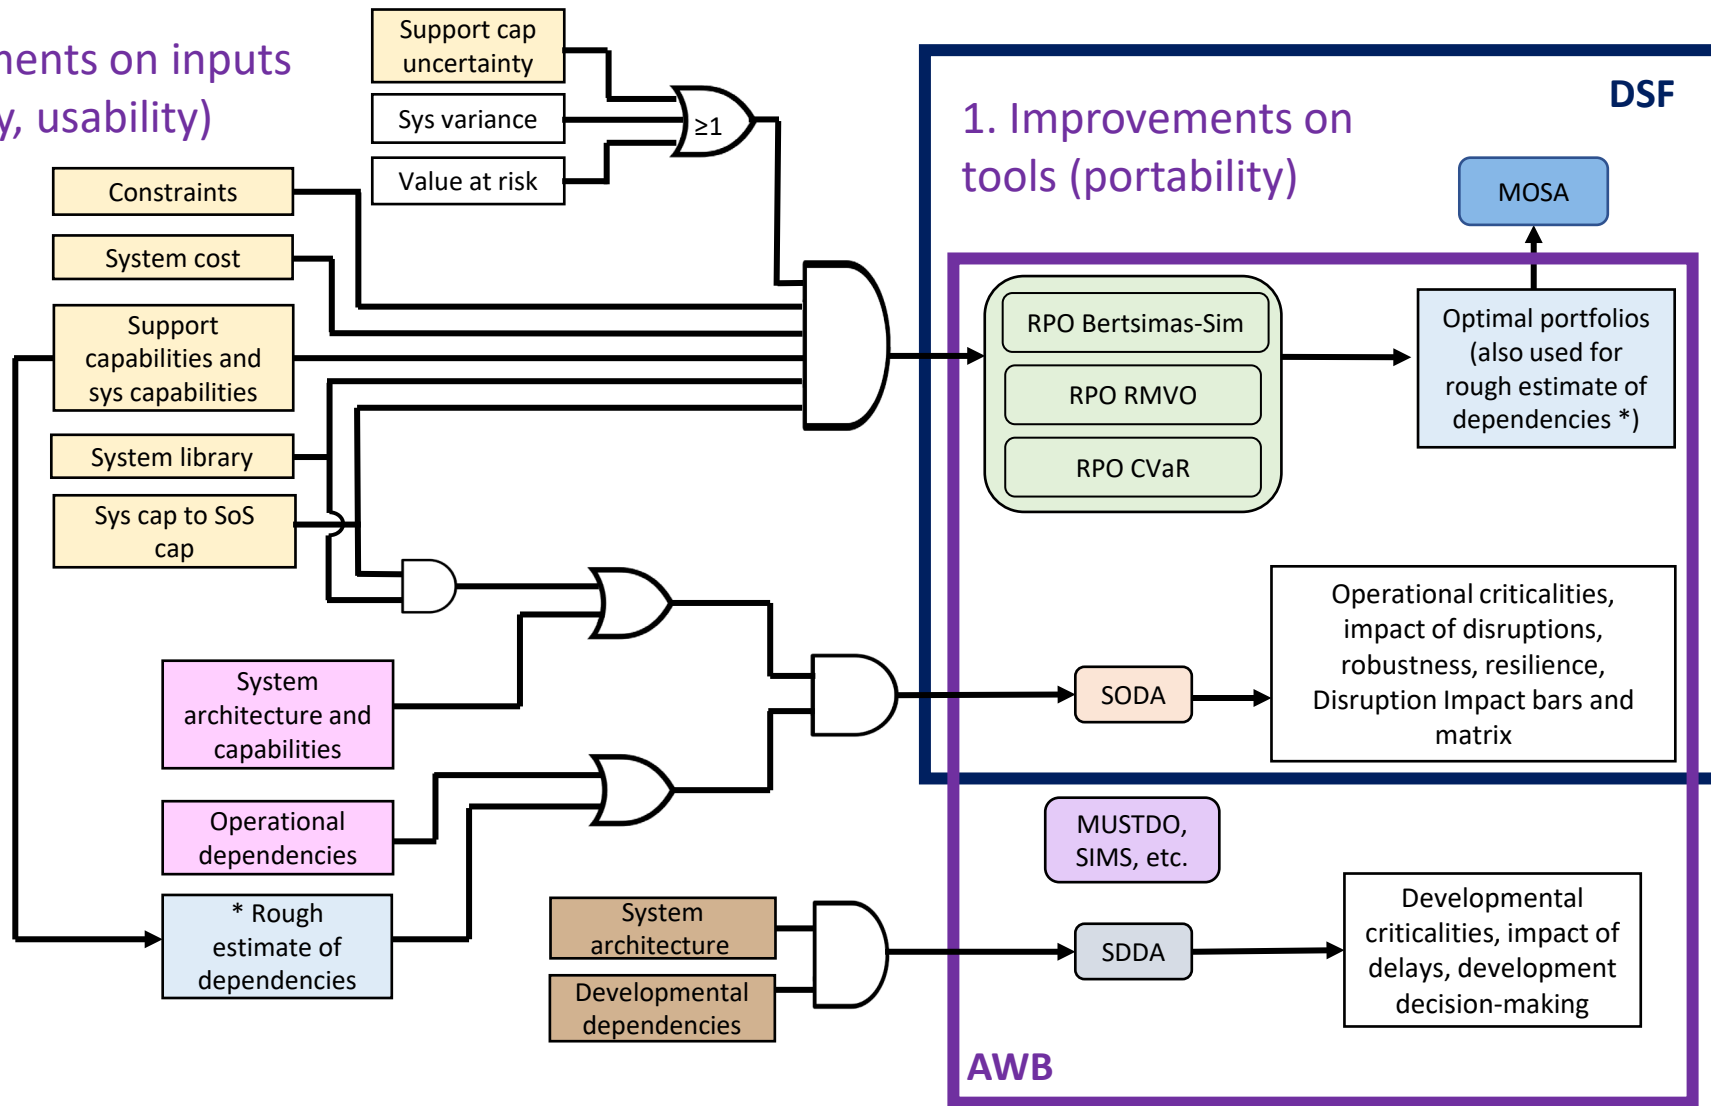 ments on inputs
y, usability)
Support cap
uncertainty
Sys variance
Value at risk
≥1
Constraints
System cost
Support
capabilities and
sys capabilities
System library
Sys cap to SoS
cap
System
architecture and
capabilities
Operational
dependencies
* Rough
estimate of
dependencies
System
architecture
Developmental
dependencies
DSF
1. Improvements on
tools (portability)
MOSA
RPO Bertsimas-Sim
RPO RMVO
RPO CVaR
Optimal portfolios
(also used for
rough estimate of
dependencies *)
SODA
Operational criticalities,
impact of disruptions,
robustness, resilience,
Disruption Impact bars and
matrix
MUSTDO,
SIMS, etc.
SDDA
Developmental
criticalities, impact of
delays, development
decision-making
AWB